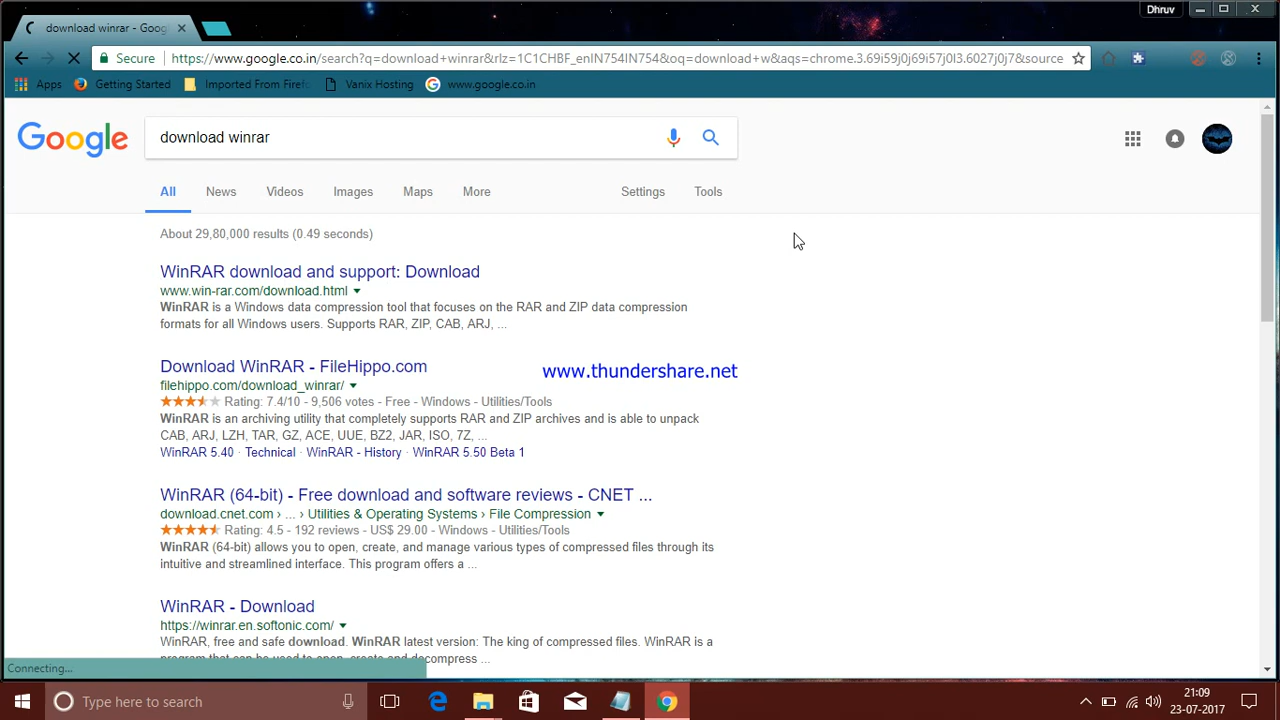 Dhruv
download winrar - Goog
Secure https://www.google.co.in/search?q=download+winrar&rlz=1C1CHBF_enIN754IN754&oq=download+w&aqs=chrome.3.69i59j0j69i57j0l3.6027j0j7&source
Apps Getting Started Imported From Firef Vanix Hosting www.google.co.in
Google
download winrar
All News Videos Images Maps More Settings Tools
About 29,80,000 results (0.49 seconds)
WinRAR download and support: Download
www.win-rar.com/download.html
WinRAR is a Windows data compression tool that focuses on the RAR and ZIP data compression
formats for all Windows users. Supports RAR, ZIP, CAB, ARJ, ...
Download WinRAR - FileHippo.com
www.thundershare.net
filehippo.com/download_winrar/
Rating: 7.4/10 - 9,506 votes - Free - Windows - Utilities/Tools
WinRAR is an archiving utility that completely supports RAR and ZIP archives and is able to unpack
CAB, ARJ, LZH, TAR, GZ, ACE, UUE, BZ2, JAR, ISO, 7Z, ...
WinRAR 5.40 · Technical · WinRAR - History · WinRAR 5.50 Beta 1
WinRAR (64-bit) - Free download and software reviews - CNET ...
download.cnet.com › ... › Utilities & Operating Systems › File Compression
Rating: 4.5 - 192 reviews - US$ 29.00 - Windows - Utilities/Tools
WinRAR (64-bit) allows you to open, create, and manage various types of compressed files through its
intuitive and streamlined interface. This program offers a ...
WinRAR - Download
https://winrar.en.softonic.com/
WinRAR, free and safe download. WinRAR latest version: The king of compressed files. WinRAR is a
program that can be used to open, create and decompress ...
Connecting...
Type here to search
21:09
23-07-2017